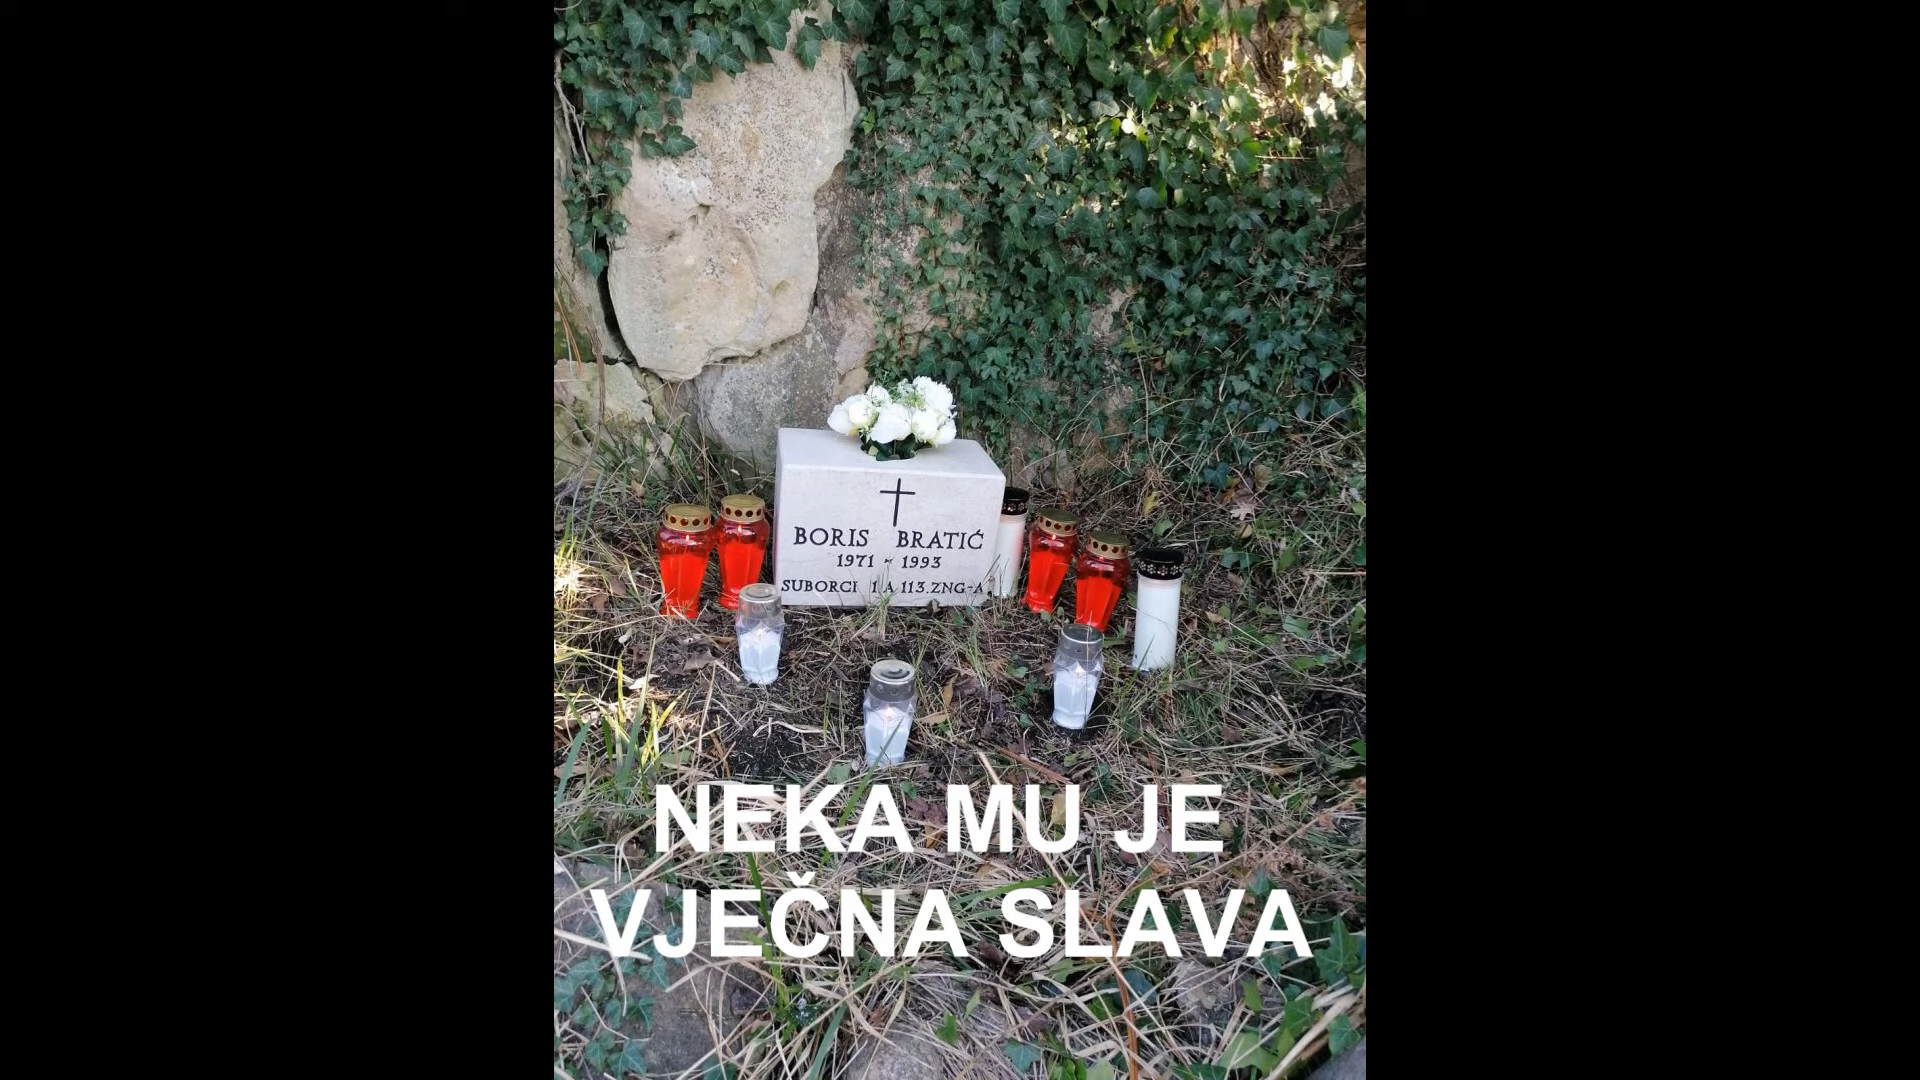 BORIS BRATIĆ
1971 - 1993
SUBORCI 1 A 113.ZNG-A
NEKA MU JE
VJEČNA SLAVA